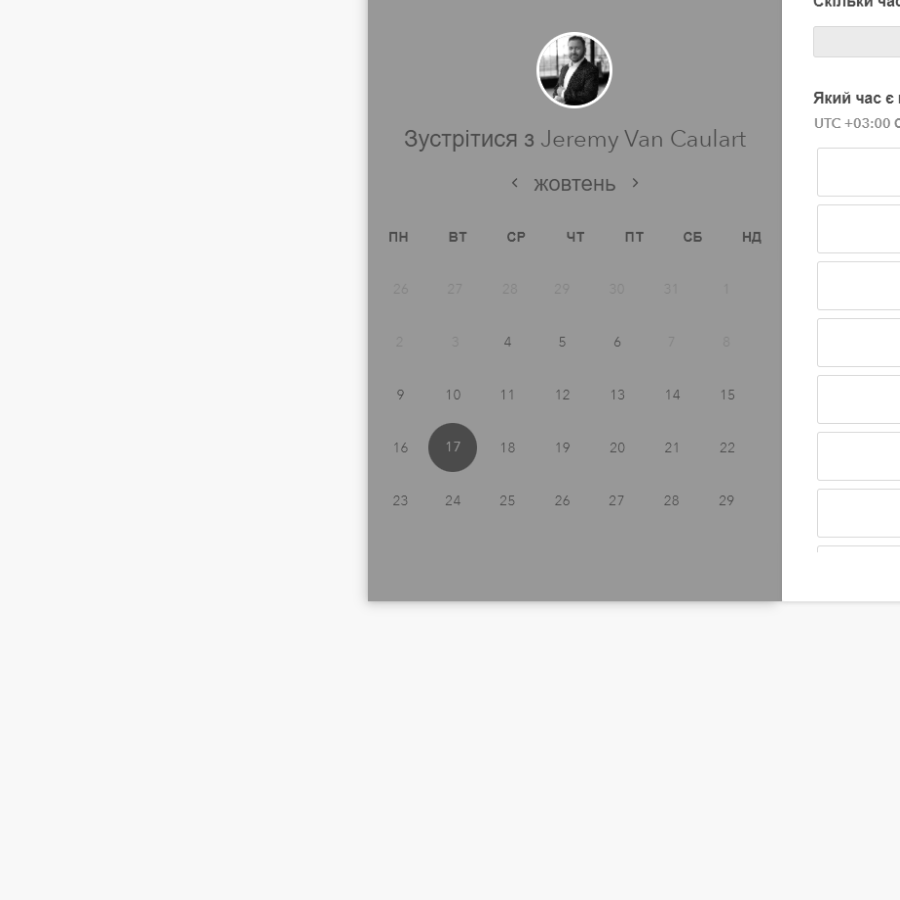 Зустрітися з Jeremy Van Caulart
жовтень
ПН ВТ СР ЧТ ПТ СБ НД
26 27 28 29 30 31 1
2 3 4 5 6 7 8
9 10 11 12 13 14 15
16 17 18 19 20 21 22
23 24 25 26 27 28 29
Скільки час
Який час є
UTC +03:00